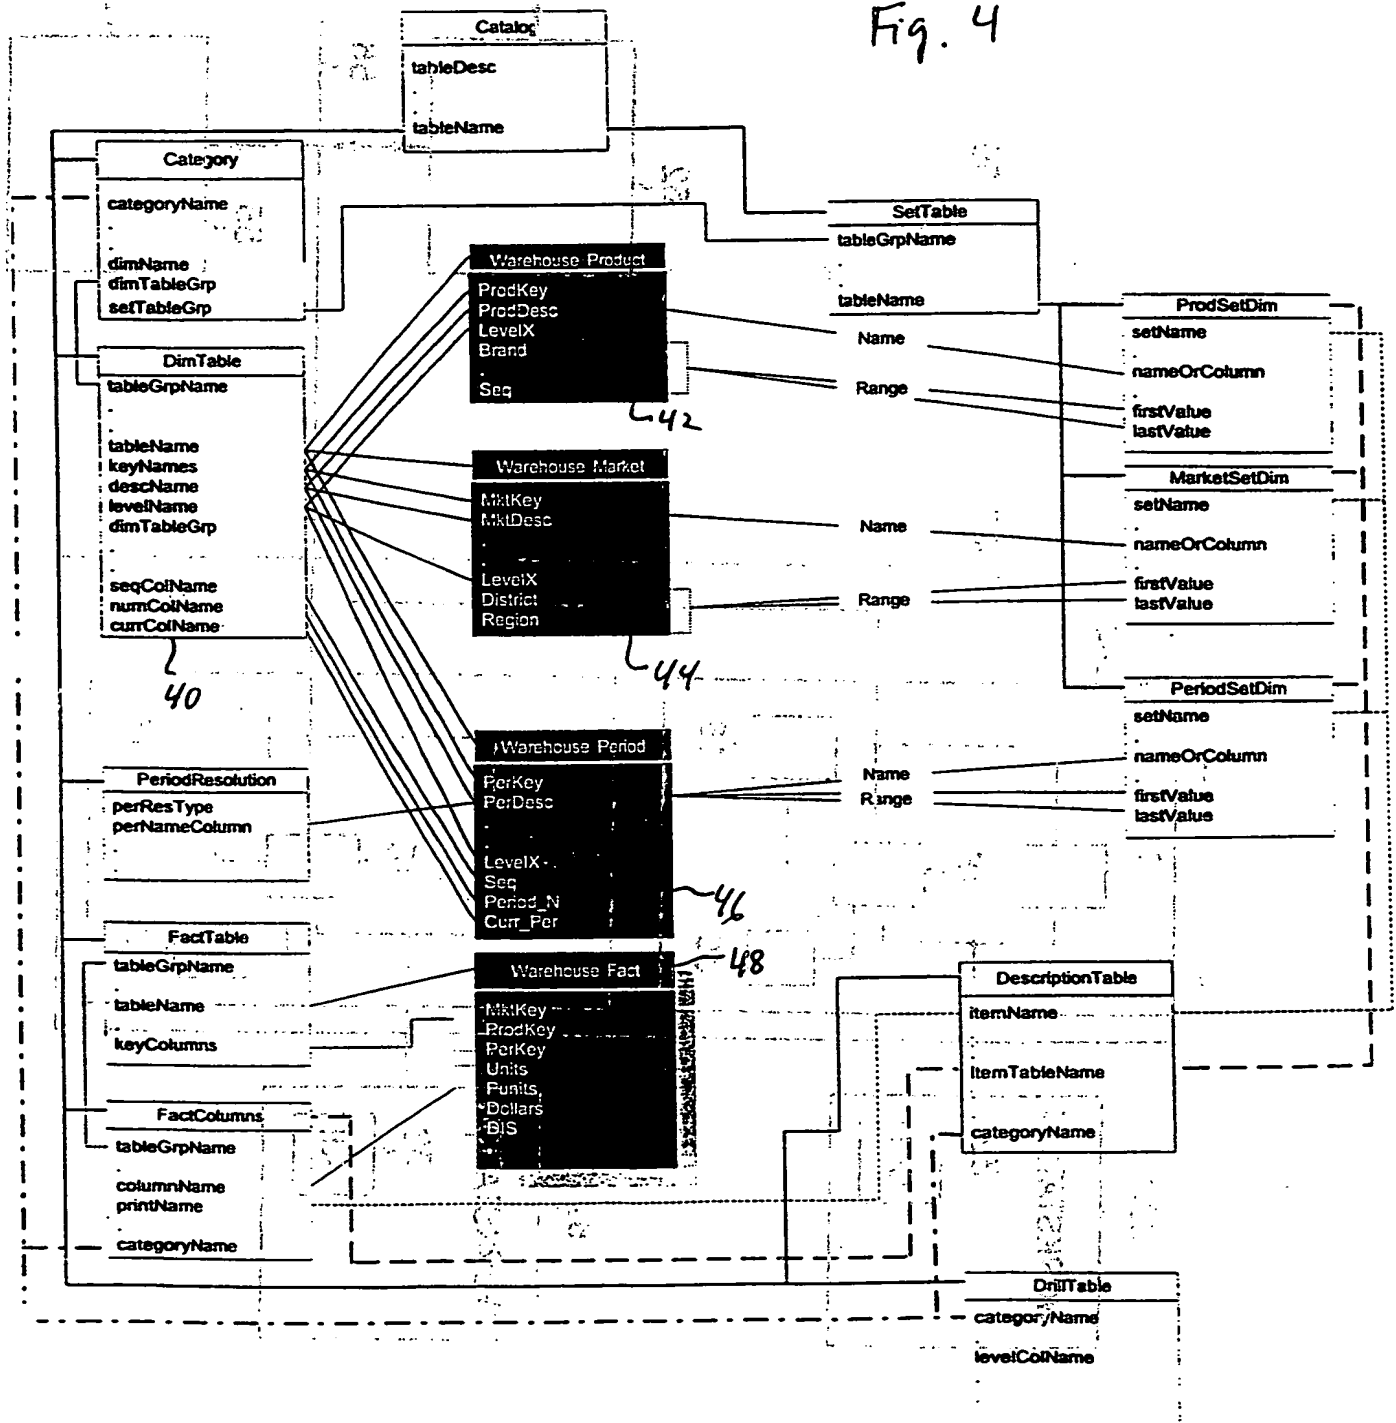 Fig. 4
Catalog
tableDesc
.
.
tableName
Category
categoryName
.
.
dimName
dimTableGrp
setTableGrp
DimTable
tableGrpName
.
.
tableName
keyNames
descName
levelName
dimTableGrp
.
.
seqColName
numColName
currColName
40
PeriodResolution
perResType
perNameColumn
.
.
FactTable
tableGrpName
.
tableName
.
keyColumns
FactColumns
tableGrpName
.
columnName
printName
.
categoryName
Warehouse Product
ProdKey
ProdDesc
LevelX
Brand
.
Seq
42
Warehouse Market
MktKey
MktDesc
.
.
LevelX
District
Region
44
Warehouse Period
PerKey
PerDesc
.
.
LevelX
Seq
Period_N
Curr_Per
46
Warehouse Fact
48
MktKey
ProdKey
PerKey
Units
Punits
Dollars
SetTable
tableGrpName
.
.
tableName
Name
Range
Name
Range
Name
Range
ProdSetDim
setName
.
nameOrColumn
.
firstValue
lastValue
MarketSetDim
setName
.
nameOrColumn
.
firstValue
lastValue
PeriodSetDim
setName
.
nameOrColumn
.
firstValue
lastValue
DescriptionTable
itemName
.
.
itemTableName
.
.
categoryName
DrillTable
categoryName
.
levelColName
.
.